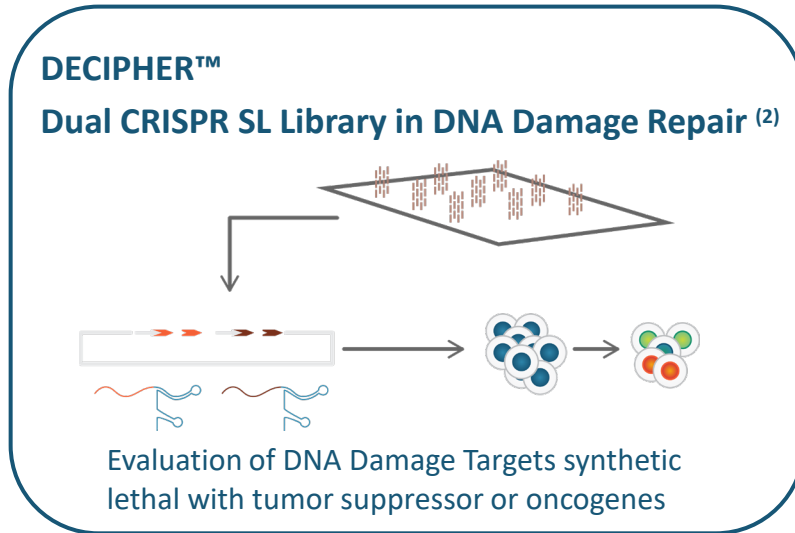 DECIPHER™
Dual CRISPR SL Library in DNA Damage Repair (2)
Evaluation of DNA Damage Targets synthetic
lethal with tumor suppressor or oncogenes